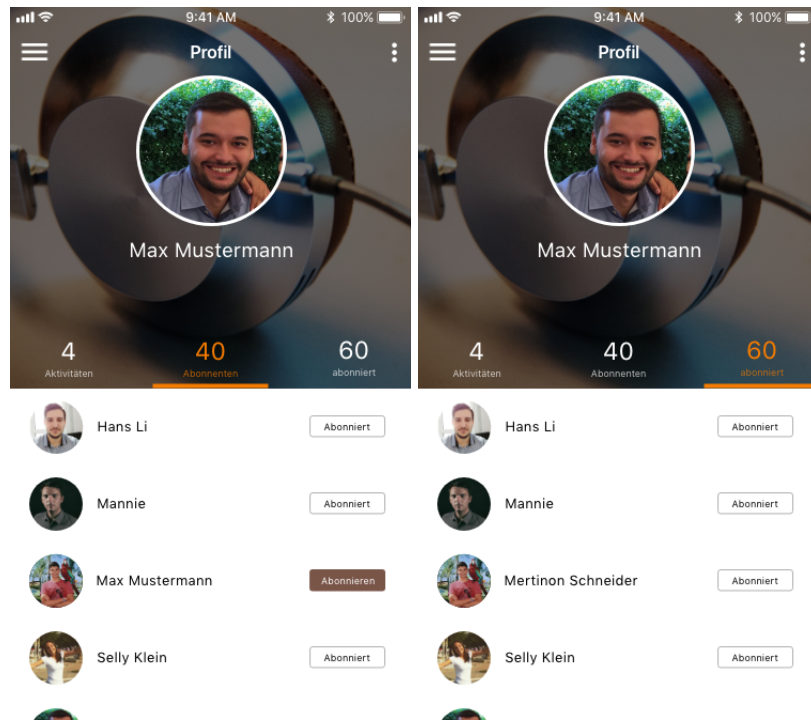 9:41 AM 100%
Profil
Max Mustermann
4 40 60
Aktivitäten Abonnenten abonniert
Hans Li Abonniert
Mannie Abonniert
Max Mustermann Abonnieren
Selly Klein Abonniert
9:41 AM 100%
Profil
Max Mustermann
4 40 60
Aktivitäten Abonnenten abonniert
Hans Li Abonniert
Mannie Abonniert
Mertinon Schneider Abonniert
Selly Klein Abonniert